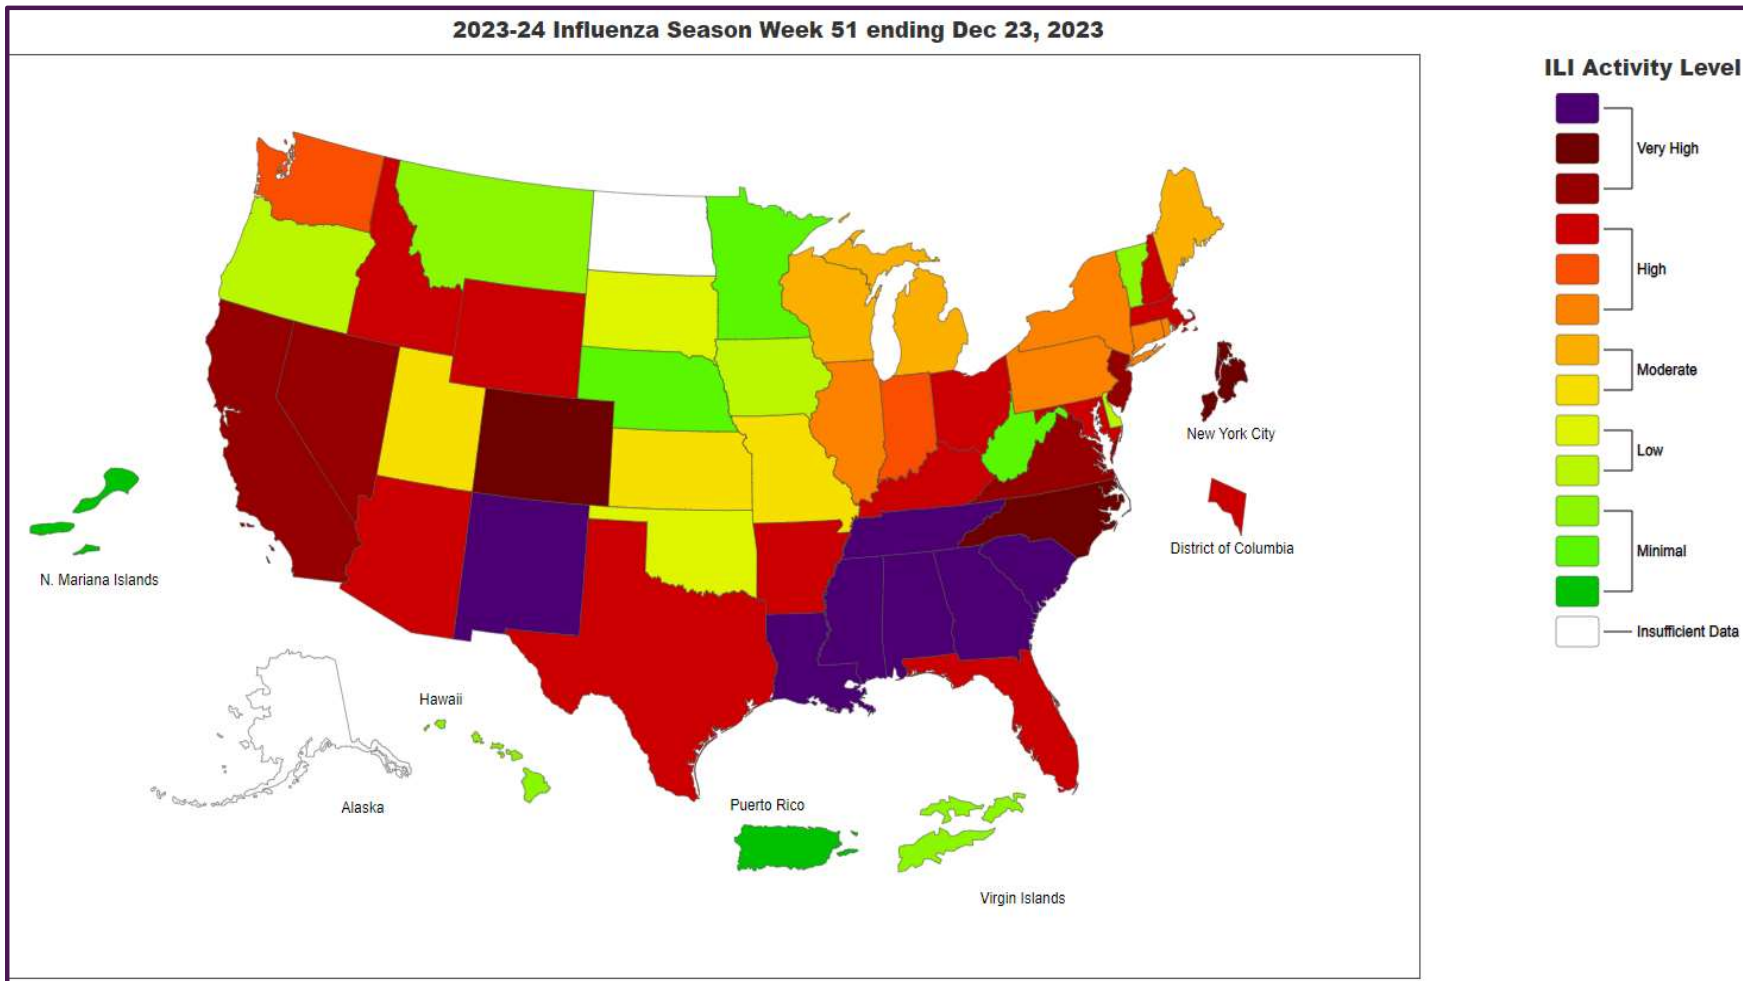 2023-24 Influenza Season Week 51 ending Dec 23, 2023
ILI Activity Level
Very High
High
Moderate
Low
Minimal
Insufficient Data
New York City
District of Columbia
N. Mariana Islands
Hawaii
Alaska
Puerto Rico
Virgin Islands